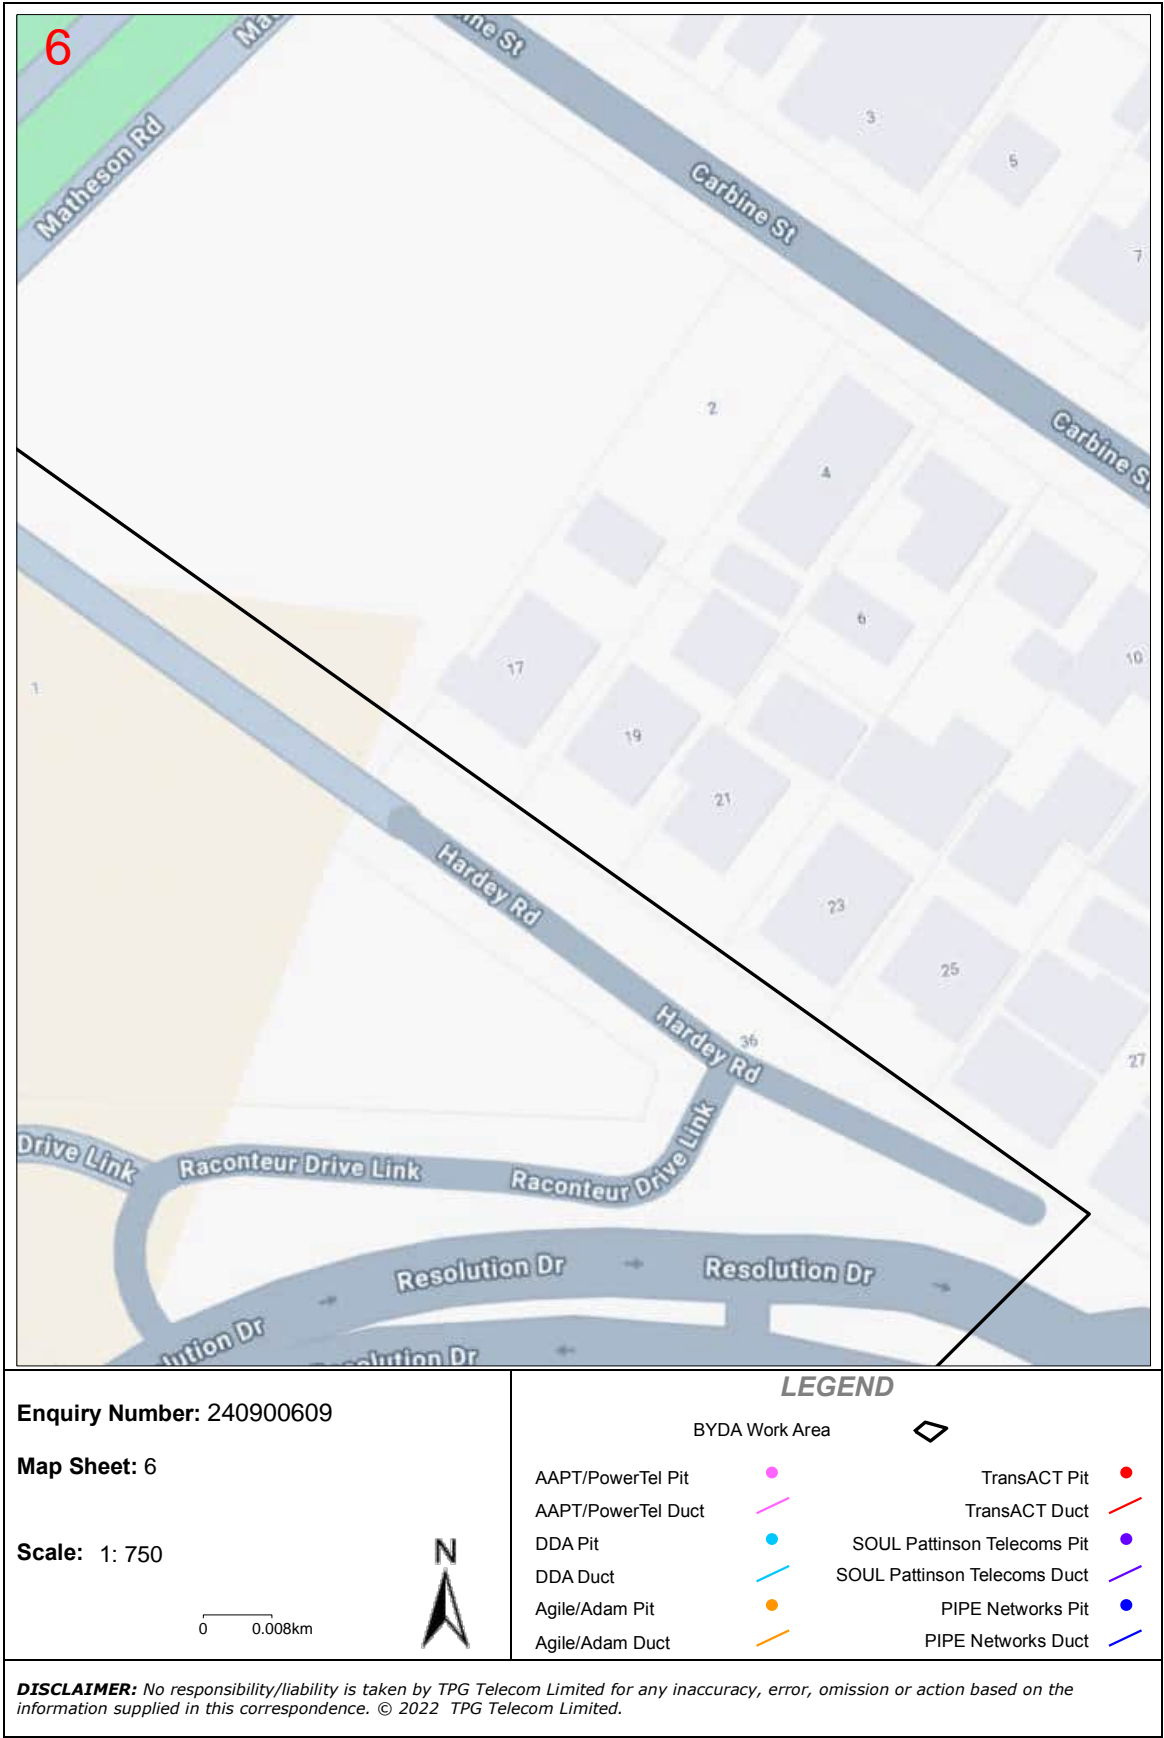 6
Matheson Rd
Carbine St
Carbine St
3
5
7
2
4
6
10
1
17
19
21
23
25
27
36
Hardey Rd
Hardey Rd
Drive Link
Raconteur Drive Link
Raconteur Drive Link
Resolution Dr
Resolution Dr
lution Dr
solution Dr
Enquiry Number: 240900609
Map Sheet: 6
Scale: 1: 750
0 0.008km
N
LEGEND
BYDA Work Area
AAPT/PowerTel Pit
AAPT/PowerTel Duct
DDA Pit
DDA Duct
Agile/Adam Pit
Agile/Adam Duct
TransACT Pit
TransACT Duct
SOUL Pattinson Telecoms Pit
SOUL Pattinson Telecoms Duct
PIPE Networks Pit
PIPE Networks Duct
DISCLAIMER: No responsibility/liability is taken by TPG Telecom Limited for any inaccuracy, error, omission or action based on the
information supplied in this correspondence. © 2022 TPG Telecom Limited.